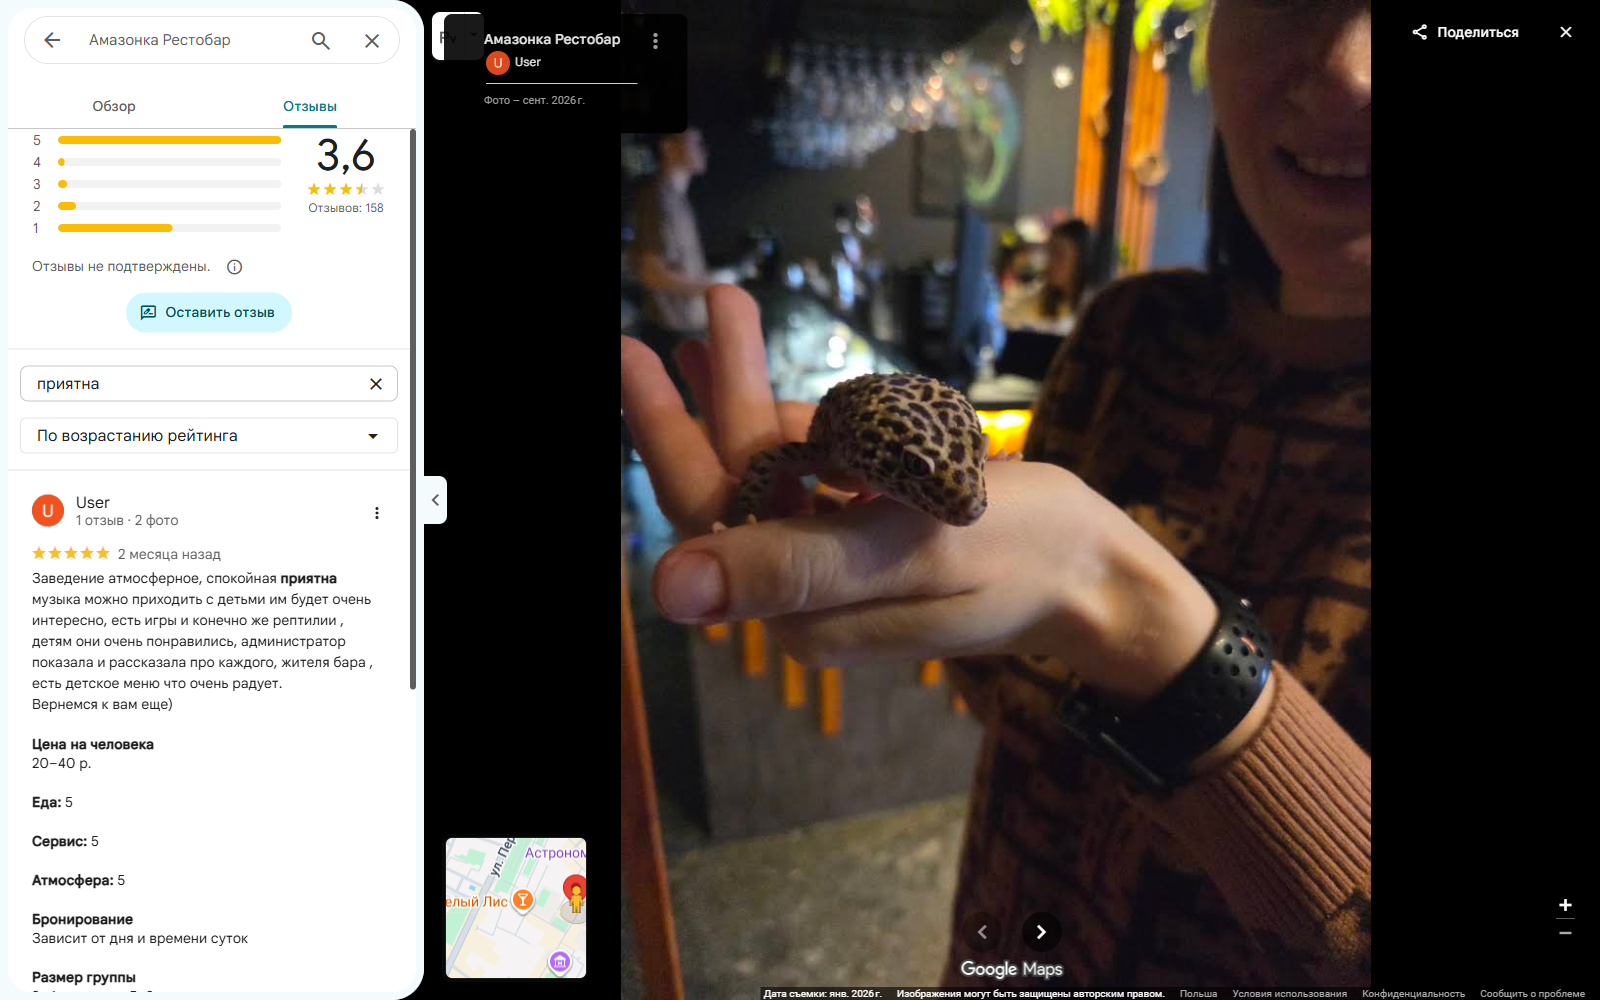 Амазонка Рестобар
Обзор
Отзывы
5
4
3
2
1
3,6
Отзывов: 158
Отзывы не подтверждены.
Оставить отзыв
приятна
По возрастанию рейтинга
U
User
1 отзыв · 2 фото
2 месяца назад
Заведение атмосферное, спокойная приятна
музыка можно приходить с детьми им будет очень
интересно, есть игры и конечно же рептилии ,
детям они очень понравились, администратор
показала и рассказала про каждого, жителя бара ,
есть детское меню что очень радует.
Вернемся к вам еще)
Цена на человека
20–40 р.
Еда: 5
Сервис: 5
Атмосфера: 5
Бронирование
Зависит от дня и времени суток
Размер группы
Амазонка Рестобар
U
User
Фото – сент. 2026 г.
Поделиться
ул. Пер
Астроном
елый Лис
Google Maps
Дата съемки: янв. 2026 г.
Изображения могут быть защищены авторским правом.
Польша
Условия использования
Конфиденциальность
Сообщить о проблеме